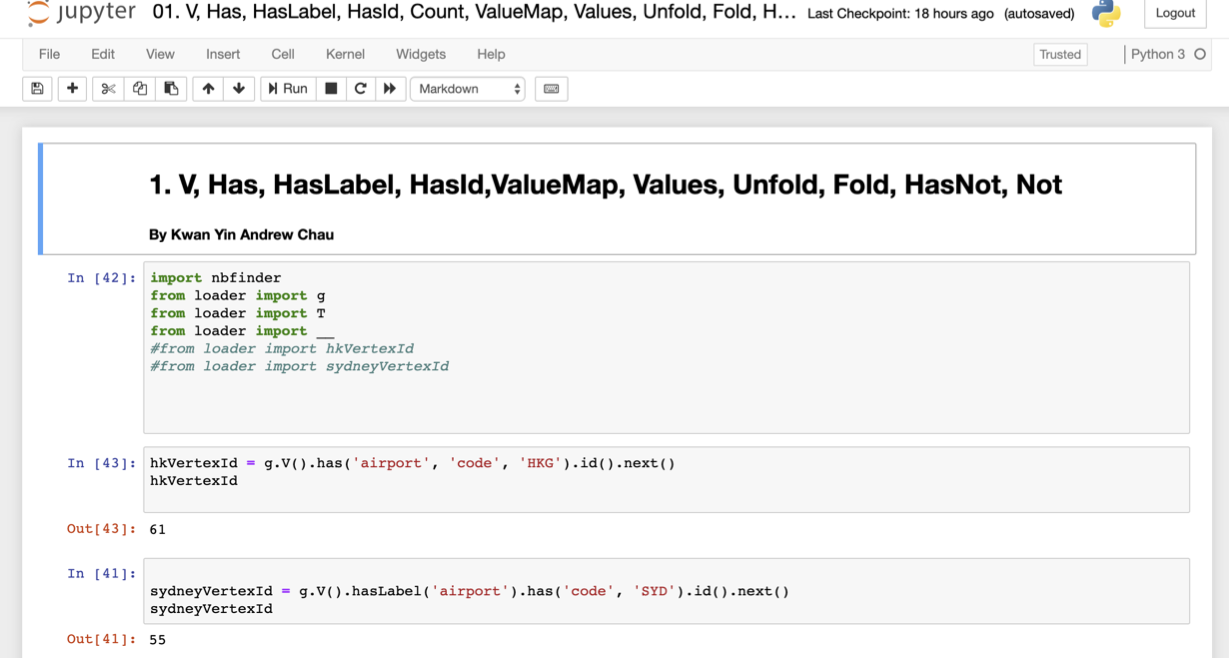 jupyter 01. V, Has, HasLabel, HasId, Count, ValueMap, Values, Unfold, Fold, H... Last Checkpoint: 18 hours ago (autosaved) Logout
File Edit View Insert Cell Kernel Widgets Help Trusted Python 3
Run Markdown
1. V, Has, HasLabel, HasId,ValueMap, Values, Unfold, Fold, HasNot, Not
By Kwan Yin Andrew Chau
In [42]: import nbfinder
from loader import g
from loader import T
from loader import __
#from loader import hkVertexId
#from loader import sydneyVertexId
In [43]: hkVertexId = g.V().has('airport', 'code', 'HKG').id().next()
hkVertexId
Out[43]: 61
In [41]:
sydneyVertexId = g.V().hasLabel('airport').has('code', 'SYD').id().next()
sydneyVertexId
Out[41]: 55